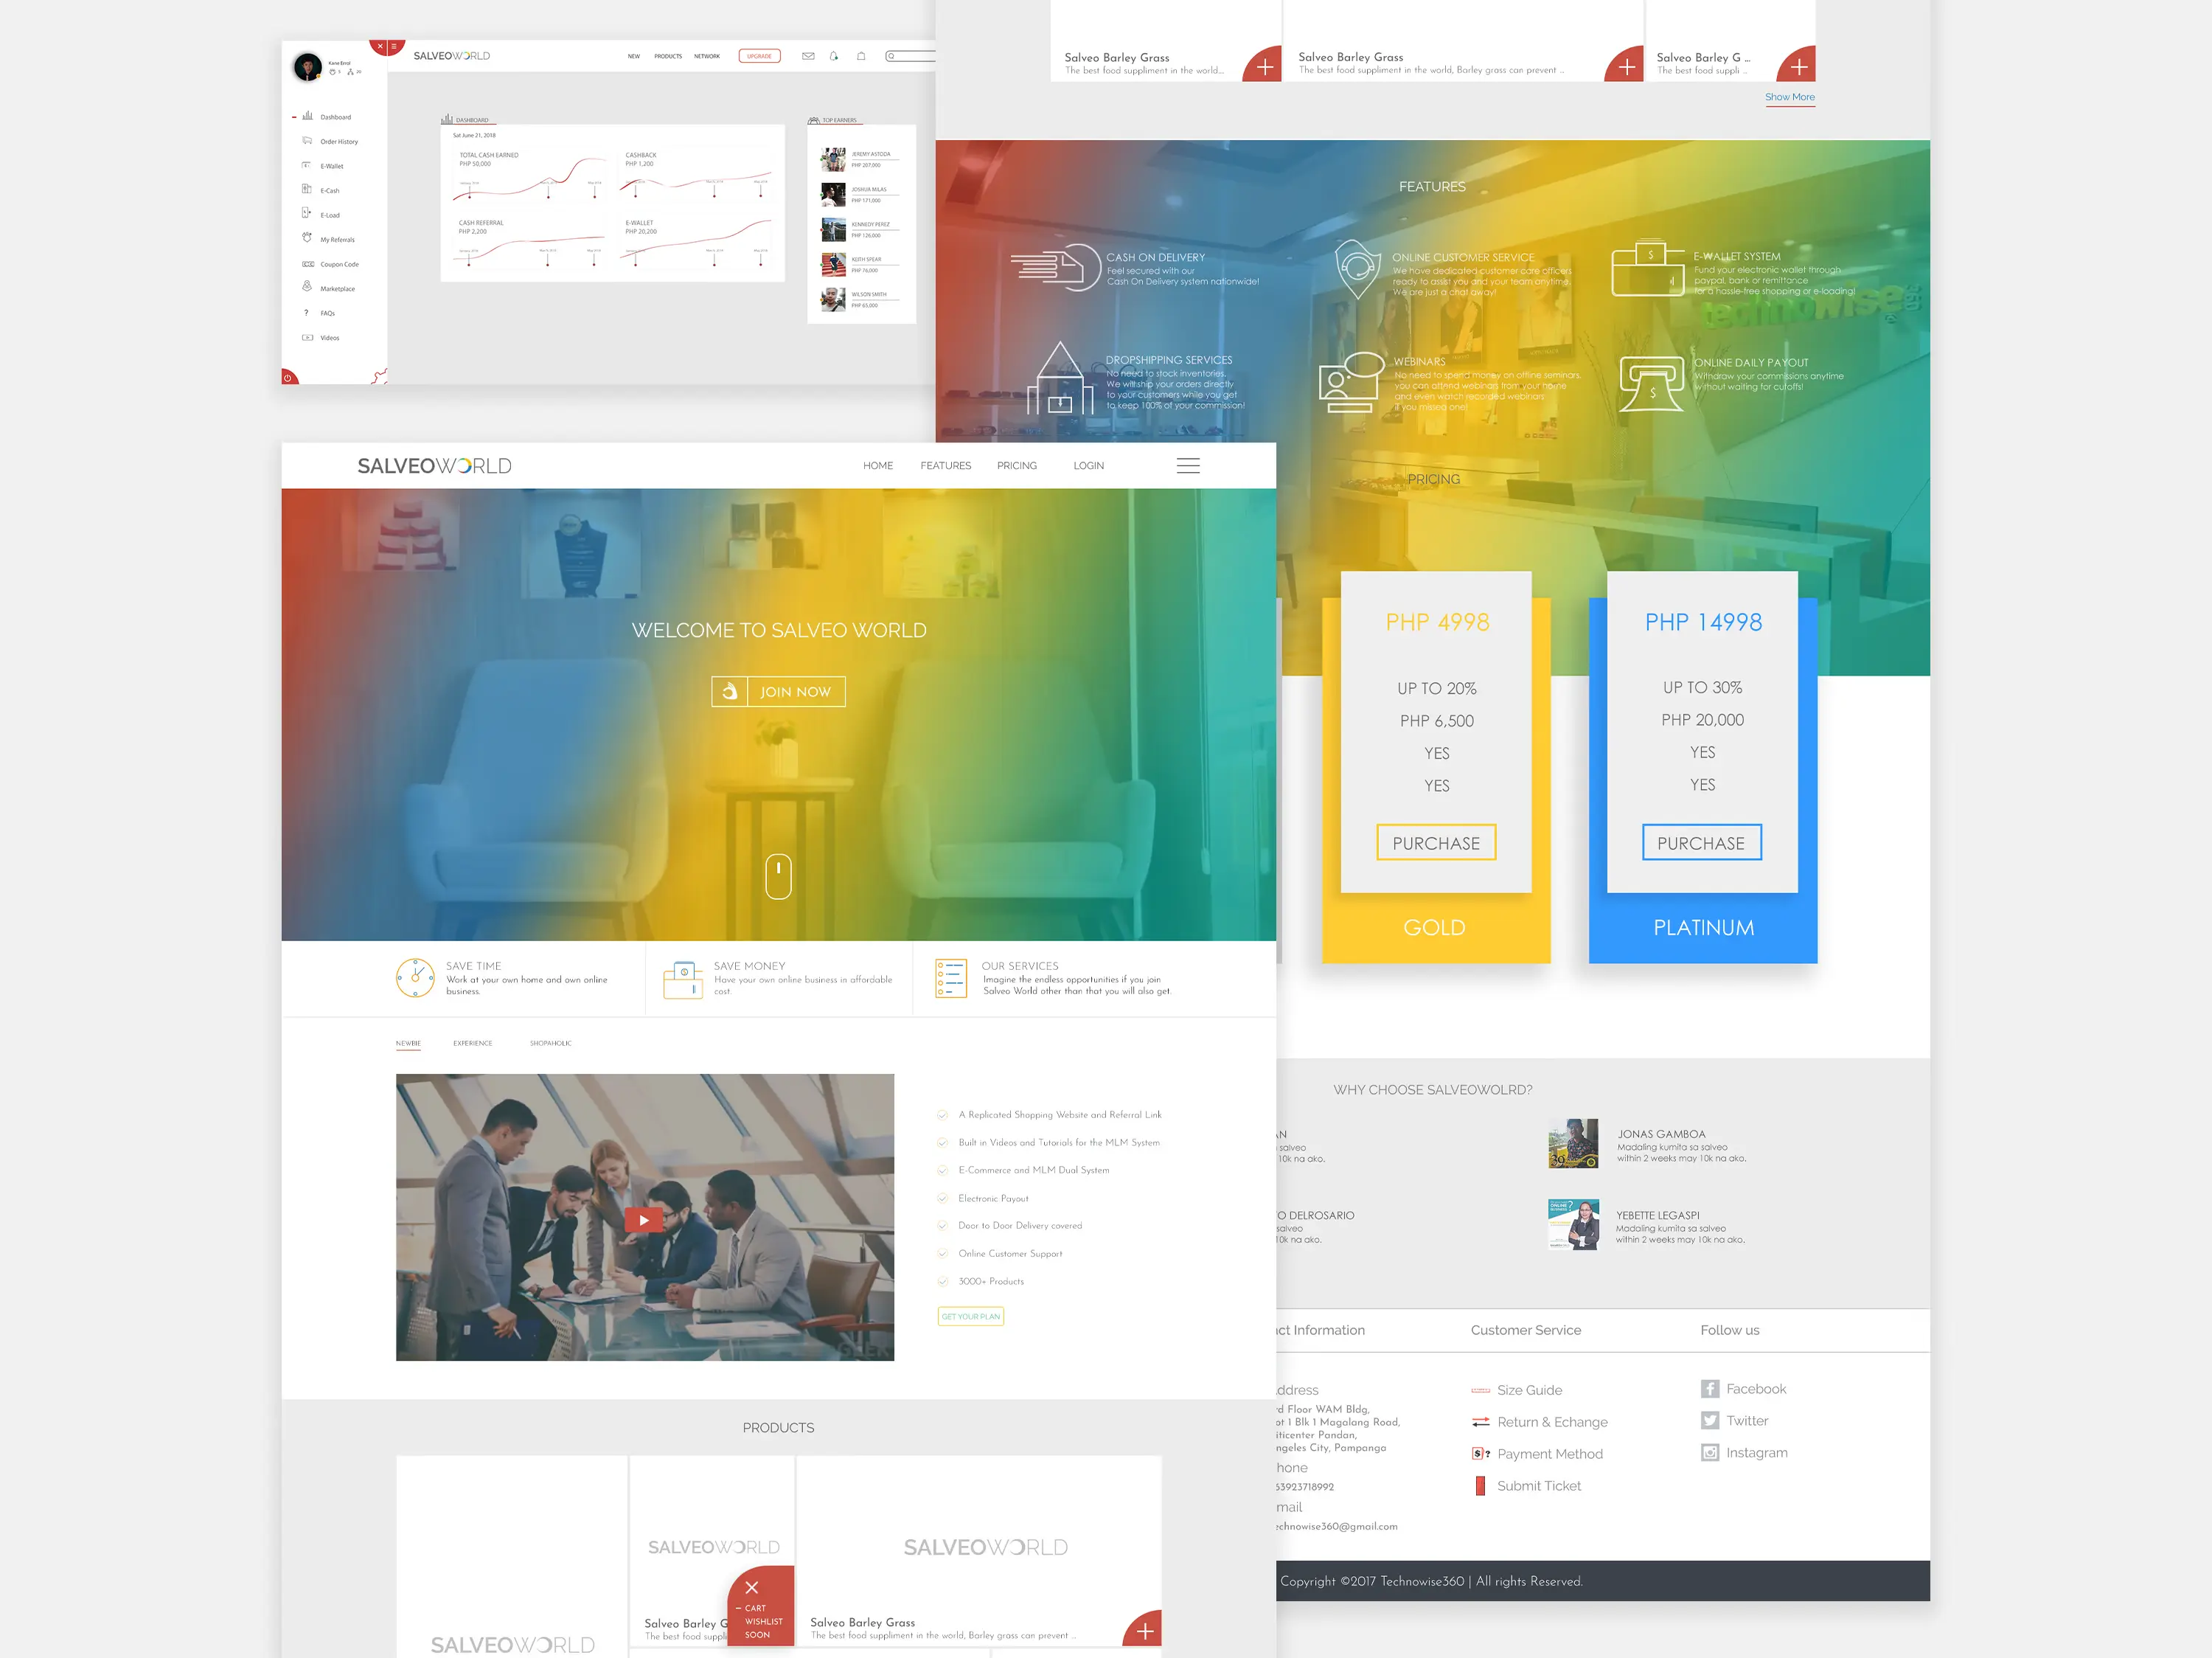 Kane Errol
5 20
Dashboard
Order History
E-Wallet
E-Cash
E-Load
My Referrals
Coupon Code
Marketplace
FAQs
Videos
SALVEOWORLD
NEW PRODUCTS NETWORK UPGRADE
DASHBOARD
Sat June 21, 2018
TOTAL CASH EARNED
PHP 50,000
CASHBACK
PHP 1,200
CASH REFERRAL
PHP 2,200
E-WALLET
PHP 20,200
TOP EARNERS
JEREMY ASTODA
PHP 207,000
JOSHUA MILAS
PHP 171,000
KENNEDY PEREZ
PHP 126,000
KEITH SPEAR
PHP 76,000
WILSON SMITH
PHP 65,000
Salveo Barley Grass
The best food suppliment in the world...
Salveo Barley Grass
The best food suppliment in the world, Barley grass can prevent ...
Salveo Barley G ...
The best food suppli ...
Show More
FEATURES
CASH ON DELIVERY
Feel secured with our
Cash On Delivery system nationwide!
ONLINE CUSTOMER SERVICE
We have dedicated customer care officers
ready to assist you and your team anytime.
We are just a chat away!
E-WALLET SYSTEM
Fund your electronic wallet through
paypal, bank or remittance
for a hassle-free shopping or e-loading!
technowise360
DROPSHIPPING SERVICES
No need to stock inventories.
We will ship your orders directly
to your customers while you get
to keep 100% of your commission!
WEBINARS
No need to spend money on offline seminars,
you can attend webinars from your home
and even watch recorded webinars
if you missed one!
ONLINE DAILY PAYOUT
Withdraw your commissions anytime
without waiting for cutoffs!
PRICING
PHP 4998
UP TO 20%
PHP 6,500
YES
YES
PURCHASE
GOLD
PHP 14998
UP TO 30%
PHP 20,000
YES
YES
PURCHASE
PLATINUM
WHY CHOOSE SALVEOWOLRD?
AN
salveo
10k na ako.
JONAS GAMBOA
Madaling kumita sa salveo
within 2 weeks may 10k na ako.
O DELROSARIO
salveo
10k na ako.
YEBETTE LEGASPI
Madaling kumita sa salveo
within 2 weeks may 10k na ako.
ct Information
Customer Service
Follow us
ddress
rd Floor WAM Bldg,
ot 1 Blk 1 Magalang Road,
iticenter Pandan,
ngeles City, Pampanga
hone
63923718992
mail
echnowise360@gmail.com
Size Guide
Return & Echange
Payment Method
Submit Ticket
Facebook
Twitter
Instagram
Copyright ©2017 Technowise360 | All rights Reserved.
SALVEOWORLD
HOME FEATURES PRICING LOGIN
WELCOME TO SALVEO WORLD
JOIN NOW
SAVE TIME
Work at your own home and own online
business.
SAVE MONEY
Have your own online business in affordable
cost.
OUR SERVICES
Imagine the endless opportunities if you join
Salveo World other than that you will also get.
NEWBIE EXPERIENCE SHOPAHOLIC
A Replicated Shopping Website and Referral Link
Built in Videos and Tutorials for the MLM System
E-Commerce and MLM Dual System
Electronic Payout
Door to Door Delivery covered
Online Customer Support
3000+ Products
GET YOUR PLAN
PRODUCTS
SALVEOWORLD
SALVEOWORLD
SALVEOWORLD
CART
WISHLIST
SOON
Salveo Barley G
The best food suppli
Salveo Barley Grass
The best food suppliment in the world, Barley grass can prevent ...